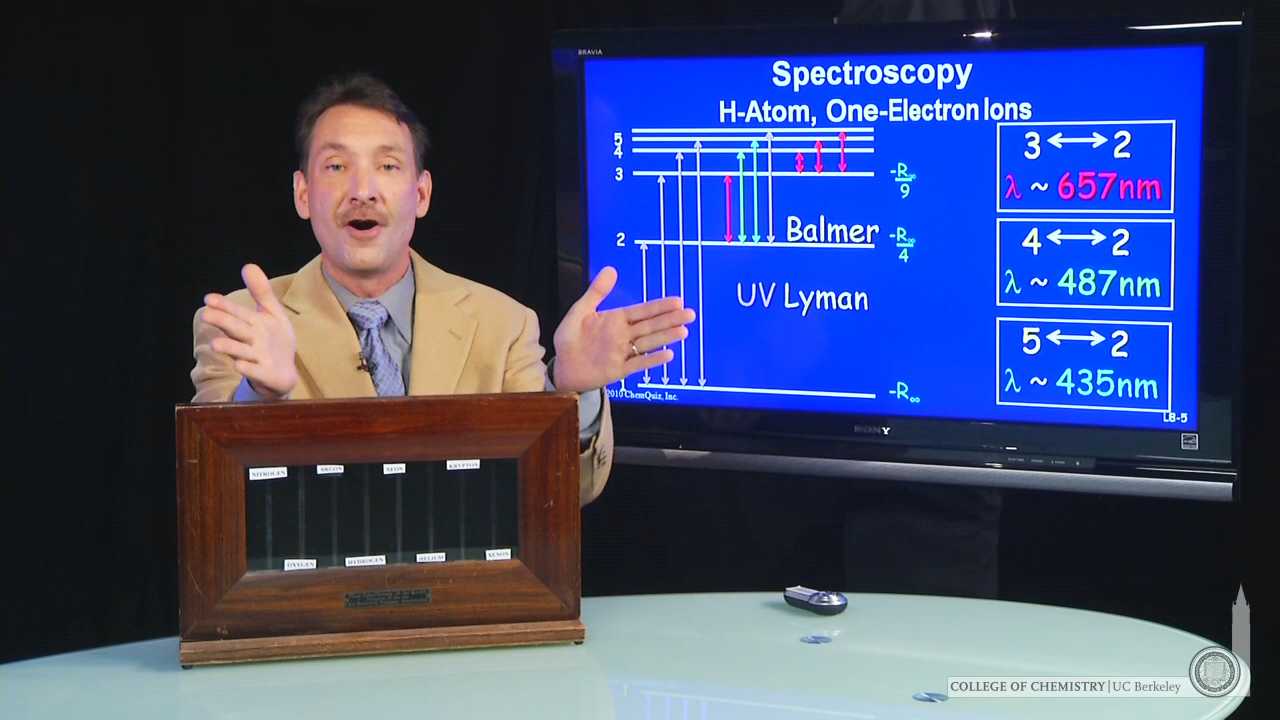 BRAVIA
Spectroscopy
H-Atom, One-Electron Ions
5
4
3
2
1
-R∞/9
Balmer
-R∞/4
UV Lyman
-R∞
2010 ChemQuiz, Inc.
3 ⟷ 2
λ ~ 657nm
4 ⟷ 2
λ ~ 487nm
5 ⟷ 2
λ ~ 435nm
L8-5
SONY
NITROGEN ARGON NEON KRYPTON
OXYGEN HYDROGEN HELIUM XENON
COLLEGE OF CHEMISTRY | UC Berkeley